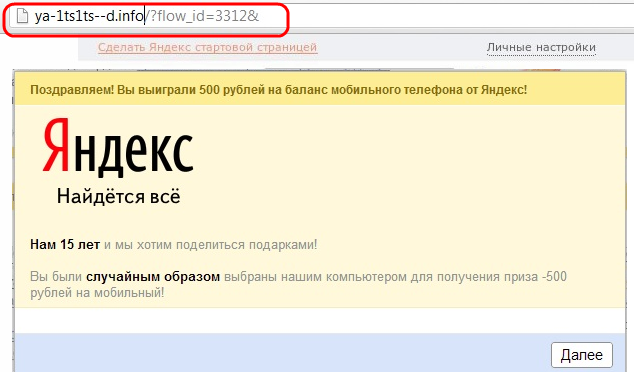 ya-1ts1ts--d.info/?flow_id=3312&
Сделать Яндекс стартовой страницей Личные настройки
Поздравляем! Вы выиграли 500 рублей на баланс мобильного телефона от Яндекс!
Яндекс
Найдётся всё
Нам 15 лет и мы хотим поделиться подарками!
Вы были случайным образом выбраны нашим компьютером для получения приза -500
рублей на мобильный!
Далее